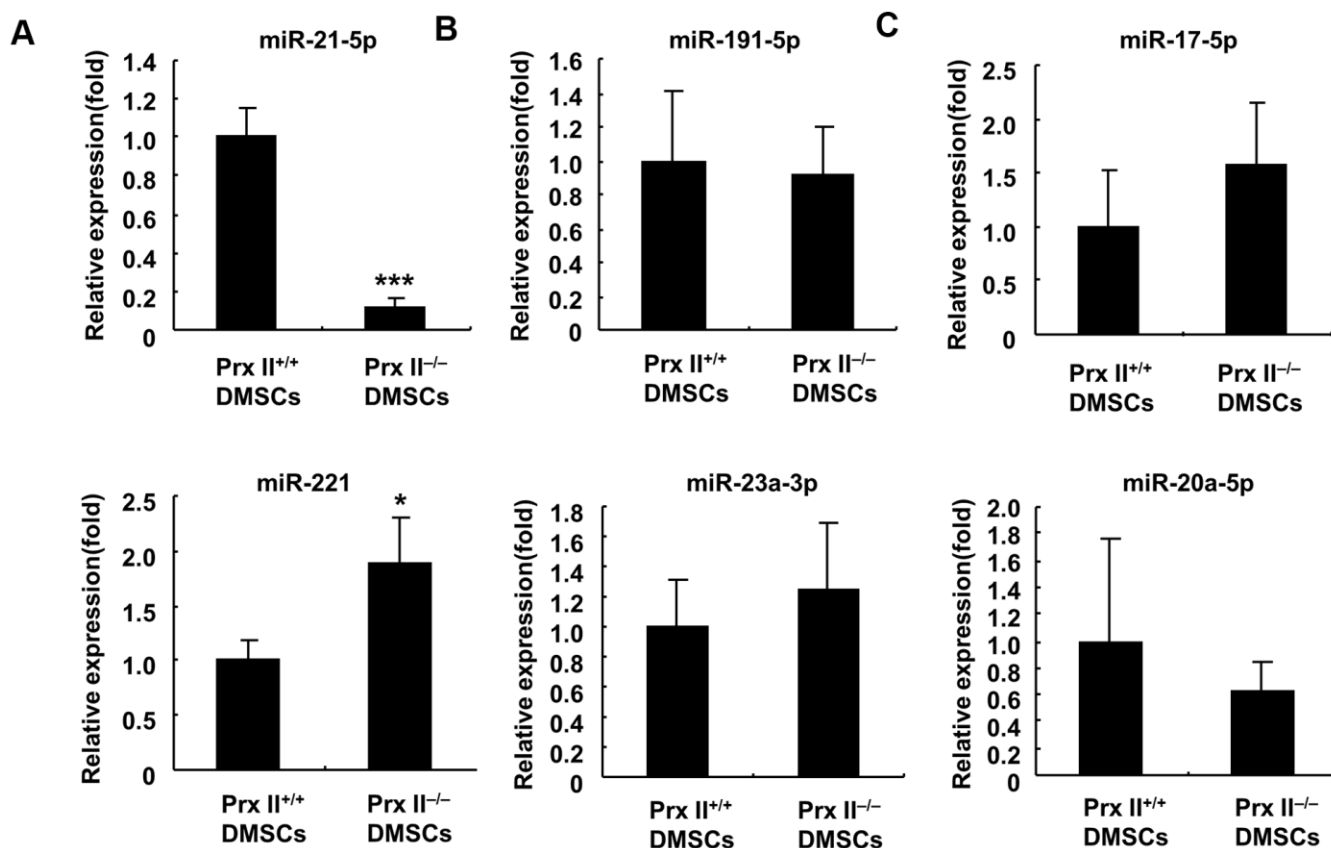 A
miR-21-5p
Relative expression(fold)
1.4
1.2
1.0
0.8
0.6
0.4
0.2
0
***
Prx II+/+
DMSCs
Prx II–/–
DMSCs
B
miR-191-5p
Relative expression(fold)
1.6
1.4
1.2
1.0
0.8
0.6
0.4
0.2
0
Prx II+/+
DMSCs
Prx II–/–
DMSCs
C
miR-17-5p
Relative expression(fold)
2.5
2.0
1.5
1.0
0.5
0
Prx II+/+
DMSCs
Prx II–/–
DMSCs
miR-221
Relative expression(fold)
2.5
2.0
1.5
1.0
0.5
0
*
Prx II+/+
DMSCs
Prx II–/–
DMSCs
miR-23a-3p
Relative expression(fold)
1.8
1.6
1.4
1.2
1.0
0.8
0.6
0.4
0.2
0
Prx II+/+
DMSCs
Prx II–/–
DMSCs
miR-20a-5p
Relative expression(fold)
2.0
1.8
1.6
1.4
1.2
1.0
0.8
0.6
0.4
0.2
0
Prx II+/+
DMSCs
Prx II–/–
DMSCs